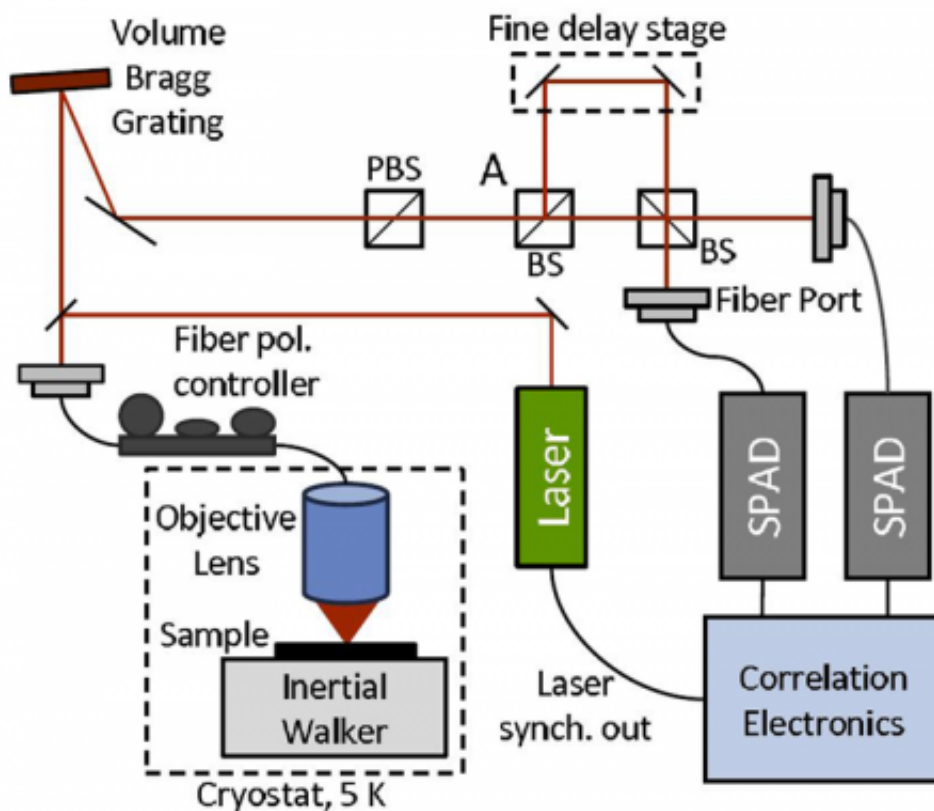 Volume
Bragg
Grating
Fine delay stage
PBS
A
BS
BS
Fiber Port
Fiber pol.
controller
Laser
SPAD
SPAD
Objective
Lens
Sample
Inertial
Walker
Laser
synch. out
Correlation
Electronics
Cryostat, 5 K